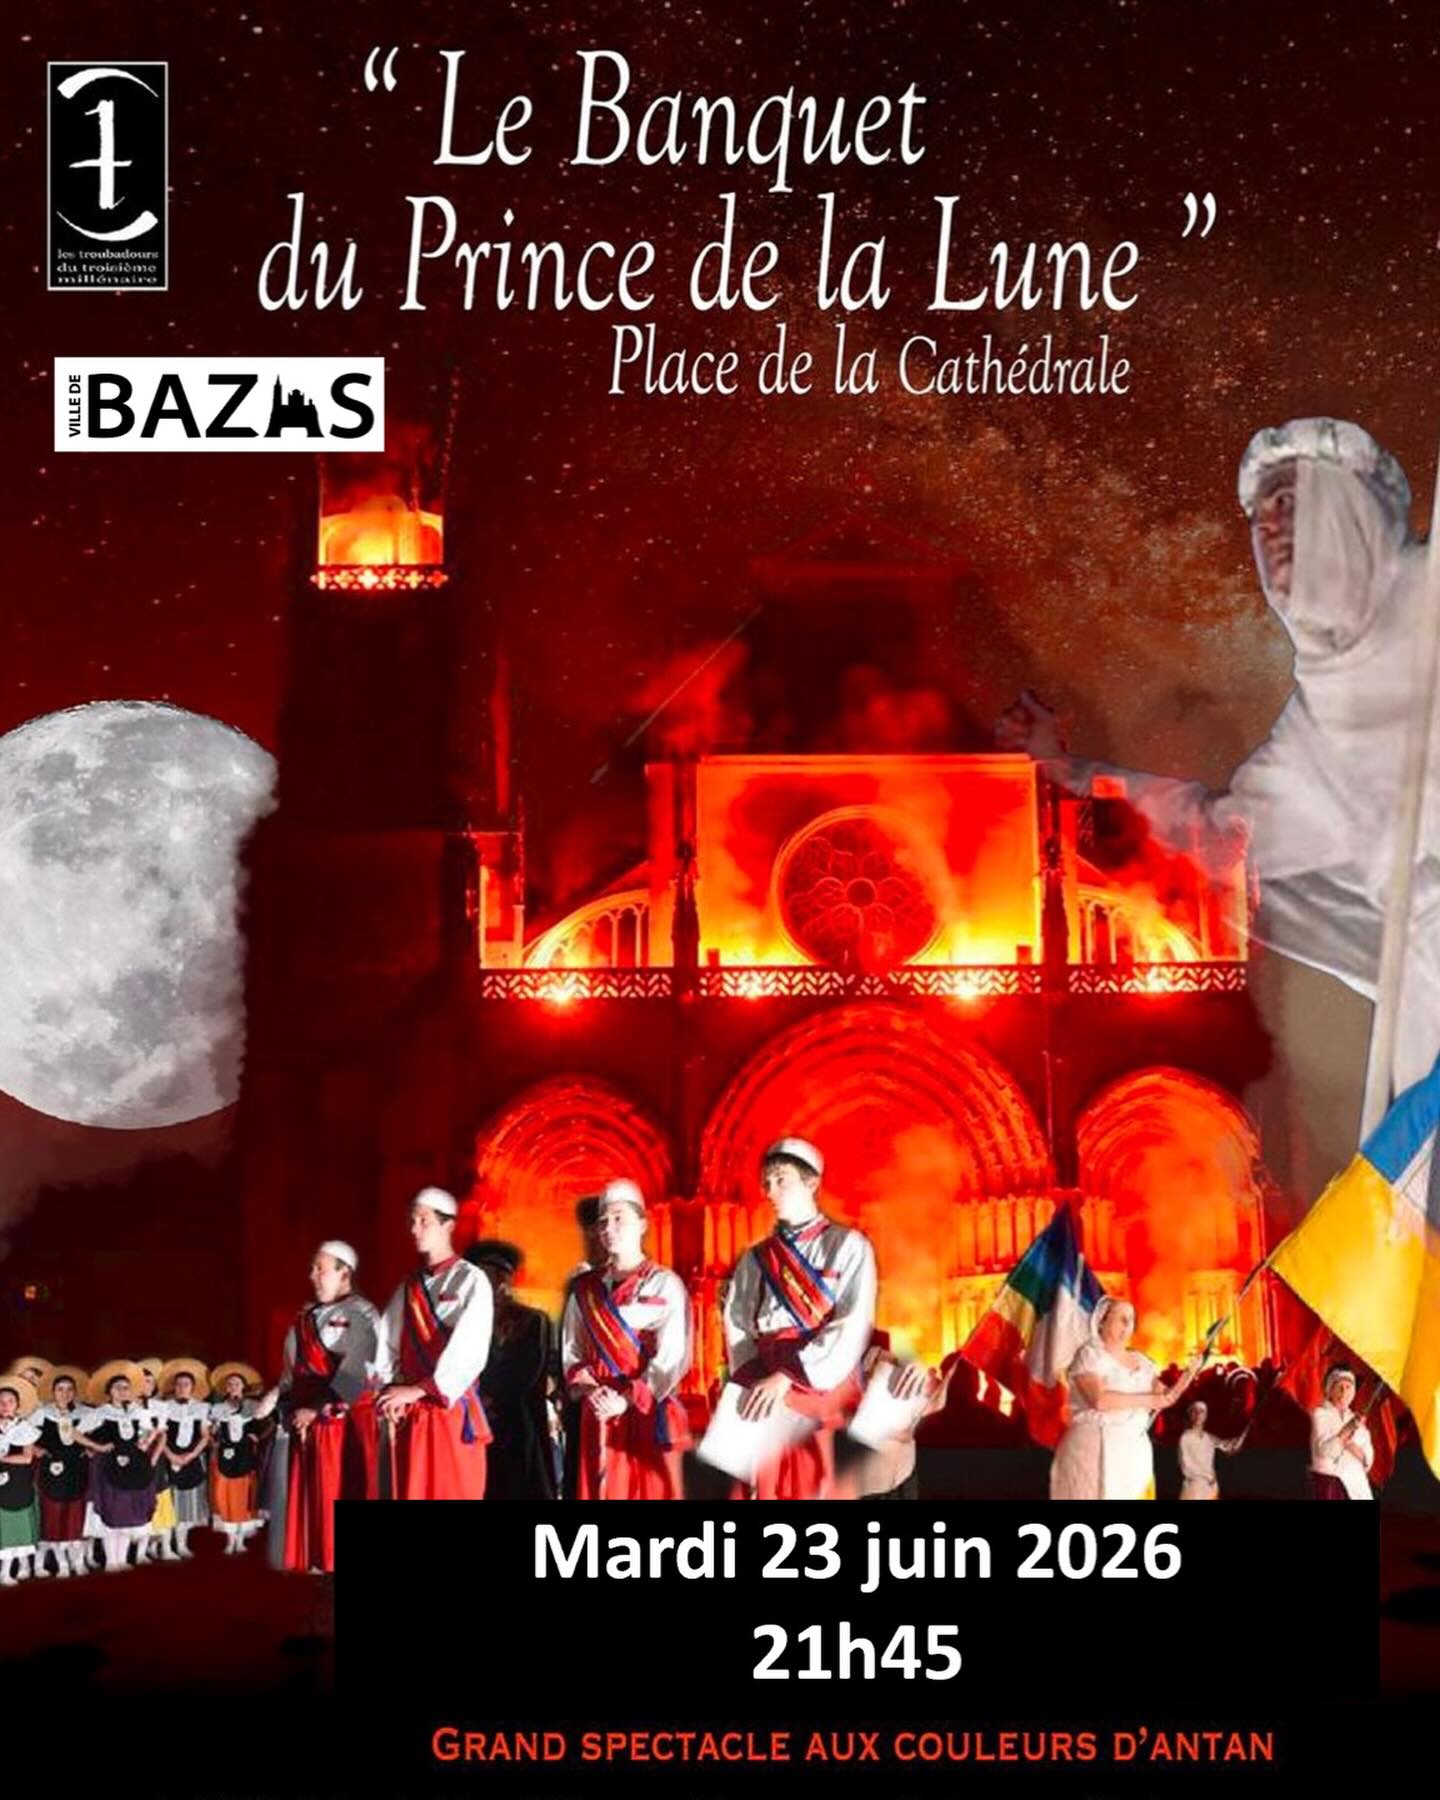 “ Le Banquet
du Prince de la Lune ”
Place de la Cathédrale
les troubadours
du troisième
millénaire
VILLE DE
BAZAS
Mardi 23 juin 2026
21h45
GRAND SPECTACLE AUX COULEURS D’ANTAN